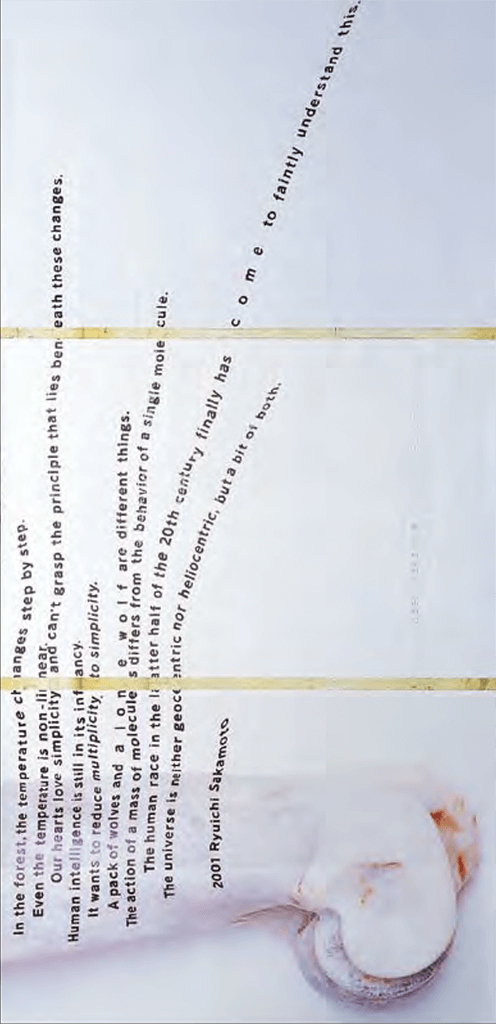 In the forest, the temperature changes step by step.
Even the temperature is non-linear.
Our hearts love simplicity and can't grasp the principle that lies beneath these changes.
Human intelligence is still in its infancy.
It wants to reduce multiplicity to simplicity.
A pack of wolves and a lone wolf are different things.
The action of a mass of molecules differs from the behavior of a single molecule.
The human race in the latter half of the 20th century finally has come to faintly understand this.
The universe is neither geocentric nor heliocentric, but a bit of both.
2001 Ryuichi Sakamoto